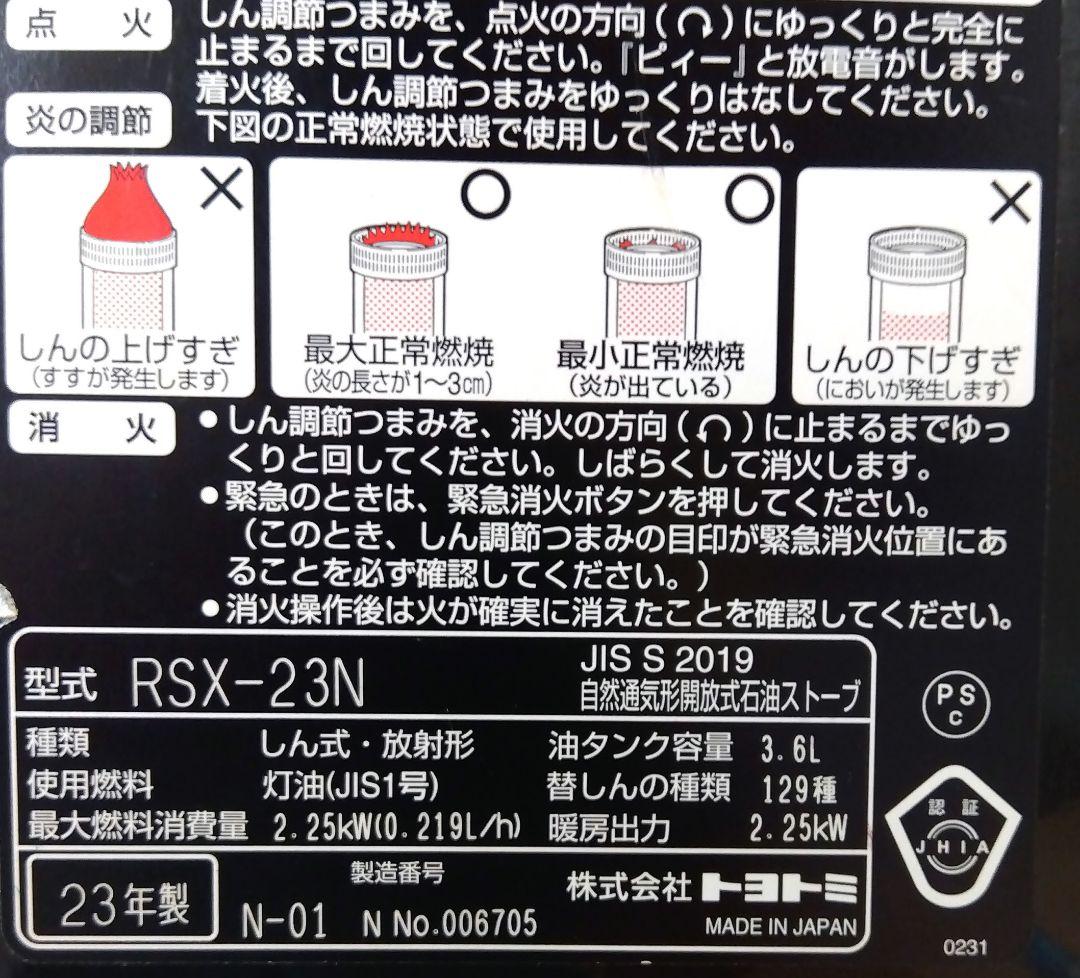 点　火
しん調節つまみを、点火の方向(↷)にゆっくりと完全に
止まるまで回してください。『ピィー』と放電音がします。
炎の調節
着火後、しん調節つまみをゆっくりはなしてください。
下図の正常燃焼状態で使用してください。
× ○ ○ ×
しんの上げすぎ
(すすが発生します)
最大正常燃焼
(炎の長さが1〜3cm)
最小正常燃焼
(炎が出ている)
しんの下げすぎ
(においが発生します)
消　火
●しん調節つまみを、消火の方向(↶)に止まるまでゆっ
くりと回してください。しばらくして消火します。
●緊急のときは、緊急消火ボタンを押してください。
(このとき、しん調節つまみの目印が緊急消火位置にあ
ることを必ず確認してください。)
●消火操作後は火が確実に消えたことを確認してください。
型式 RSX-23N
JIS S 2019
自然通気形開放式石油ストーブ
種類 しん式・放射形 油タンク容量 3.6L
使用燃料 灯油(JIS1号) 替しんの種類 129種
最大燃料消費量 2.25kW(0.219L/h) 暖房出力 2.25kW
23年製
製造番号
N-01 N No.006705
株式会社トヨトミ
MADE IN JAPAN
PS
C
認証
JHIA
0231